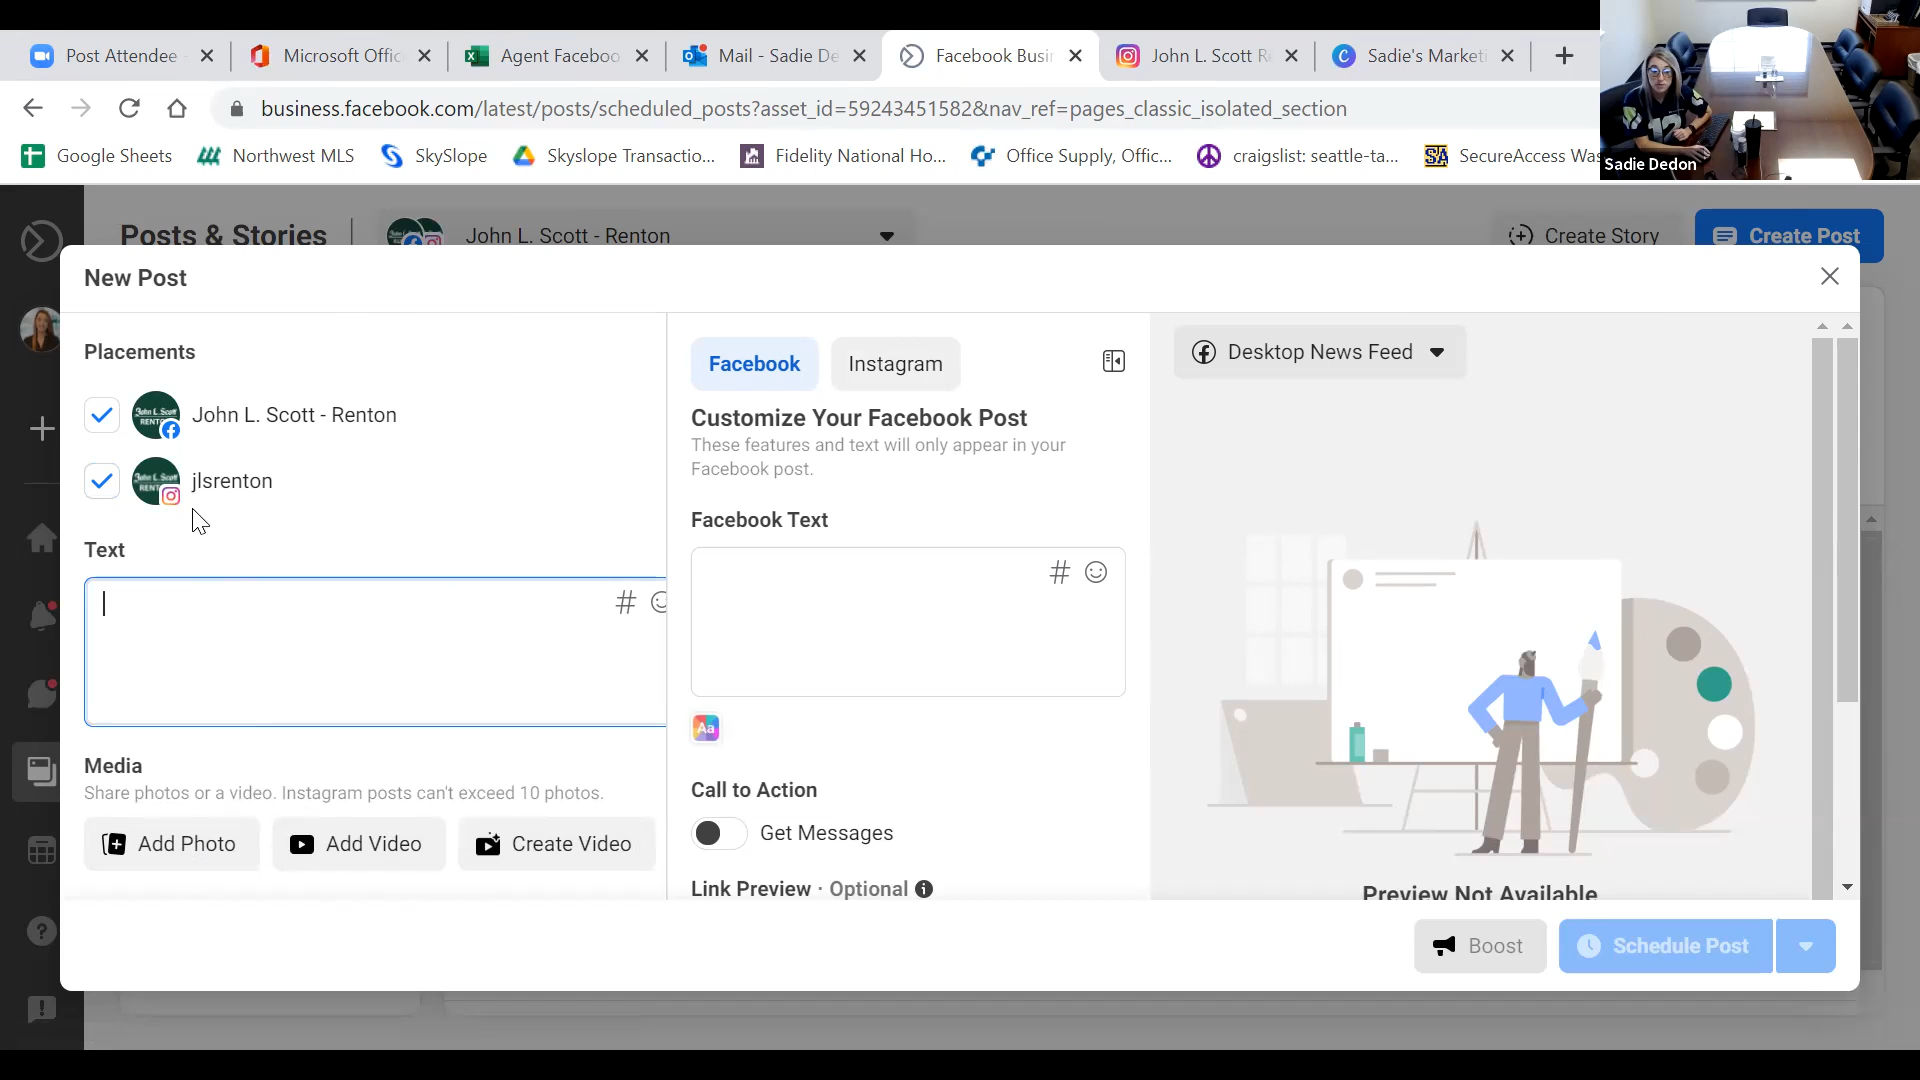 Post Attendee -
Microsoft Offic
Agent Faceboo
Mail - Sadie De
Facebook Busi
John L. Scott R
Sadie's Marketi
business.facebook.com/latest/posts/scheduled_posts?asset_id=59243451582&nav_ref=pages_classic_isolated_section
Google Sheets
Northwest MLS
SkySlope
Skyslope Transactio...
Fidelity National Ho...
Office Supply, Offic...
craigslist: seattle-ta...
SA
SecureAccess Was
Sadie Dedon
Posts & Stories
John L. Scott - Renton
Create Story
Create Post
New Post
Placements
John L. Scott - Renton
jlsrenton
Text
#
Media
Share photos or a video. Instagram posts can't exceed 10 photos.
Add Photo
Add Video
Create Video
Facebook
Instagram
Customize Your Facebook Post
These features and text will only appear in your
Facebook post.
Facebook Text
#
Aa
Call to Action
Get Messages
Link Preview · Optional
Desktop News Feed
Preview Not Available
Boost
Schedule Post